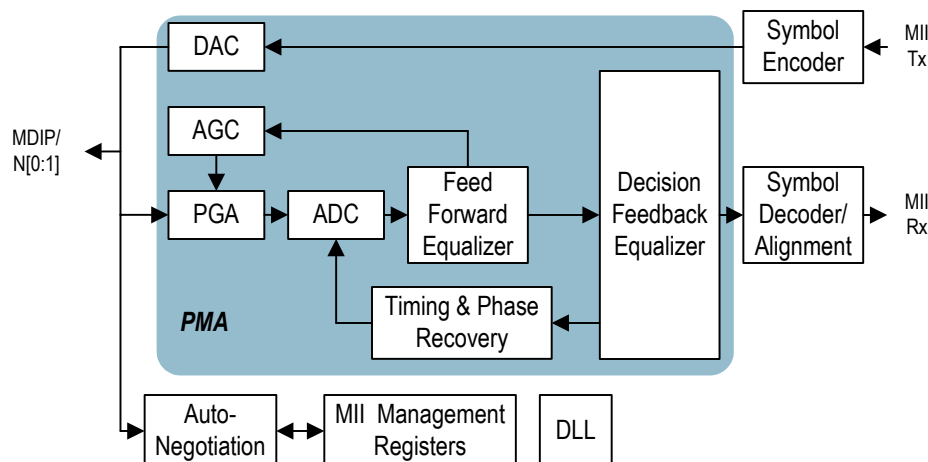 DAC
Symbol
Encoder
MII
Tx
AGC
MDIP/
N[0:1]
PGA
ADC
Feed
Forward
Equalizer
Decision
Feedback
Equalizer
Symbol
Decoder/
Alignment
MII
Rx
PMA
Timing & Phase
Recovery
Auto-
Negotiation
MII Management
Registers
DLL